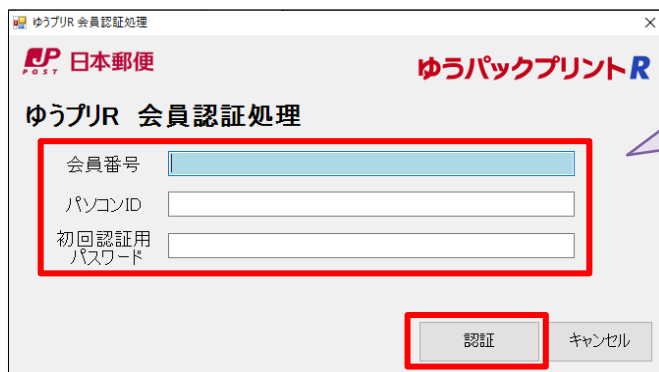 ゆうプリR 会員認証処理
JP POST 日本郵便
ゆうパックプリントR
ゆうプリR 会員認証処理
会員番号
パソコンID
初回認証用
パスワード
認証 キャンセル